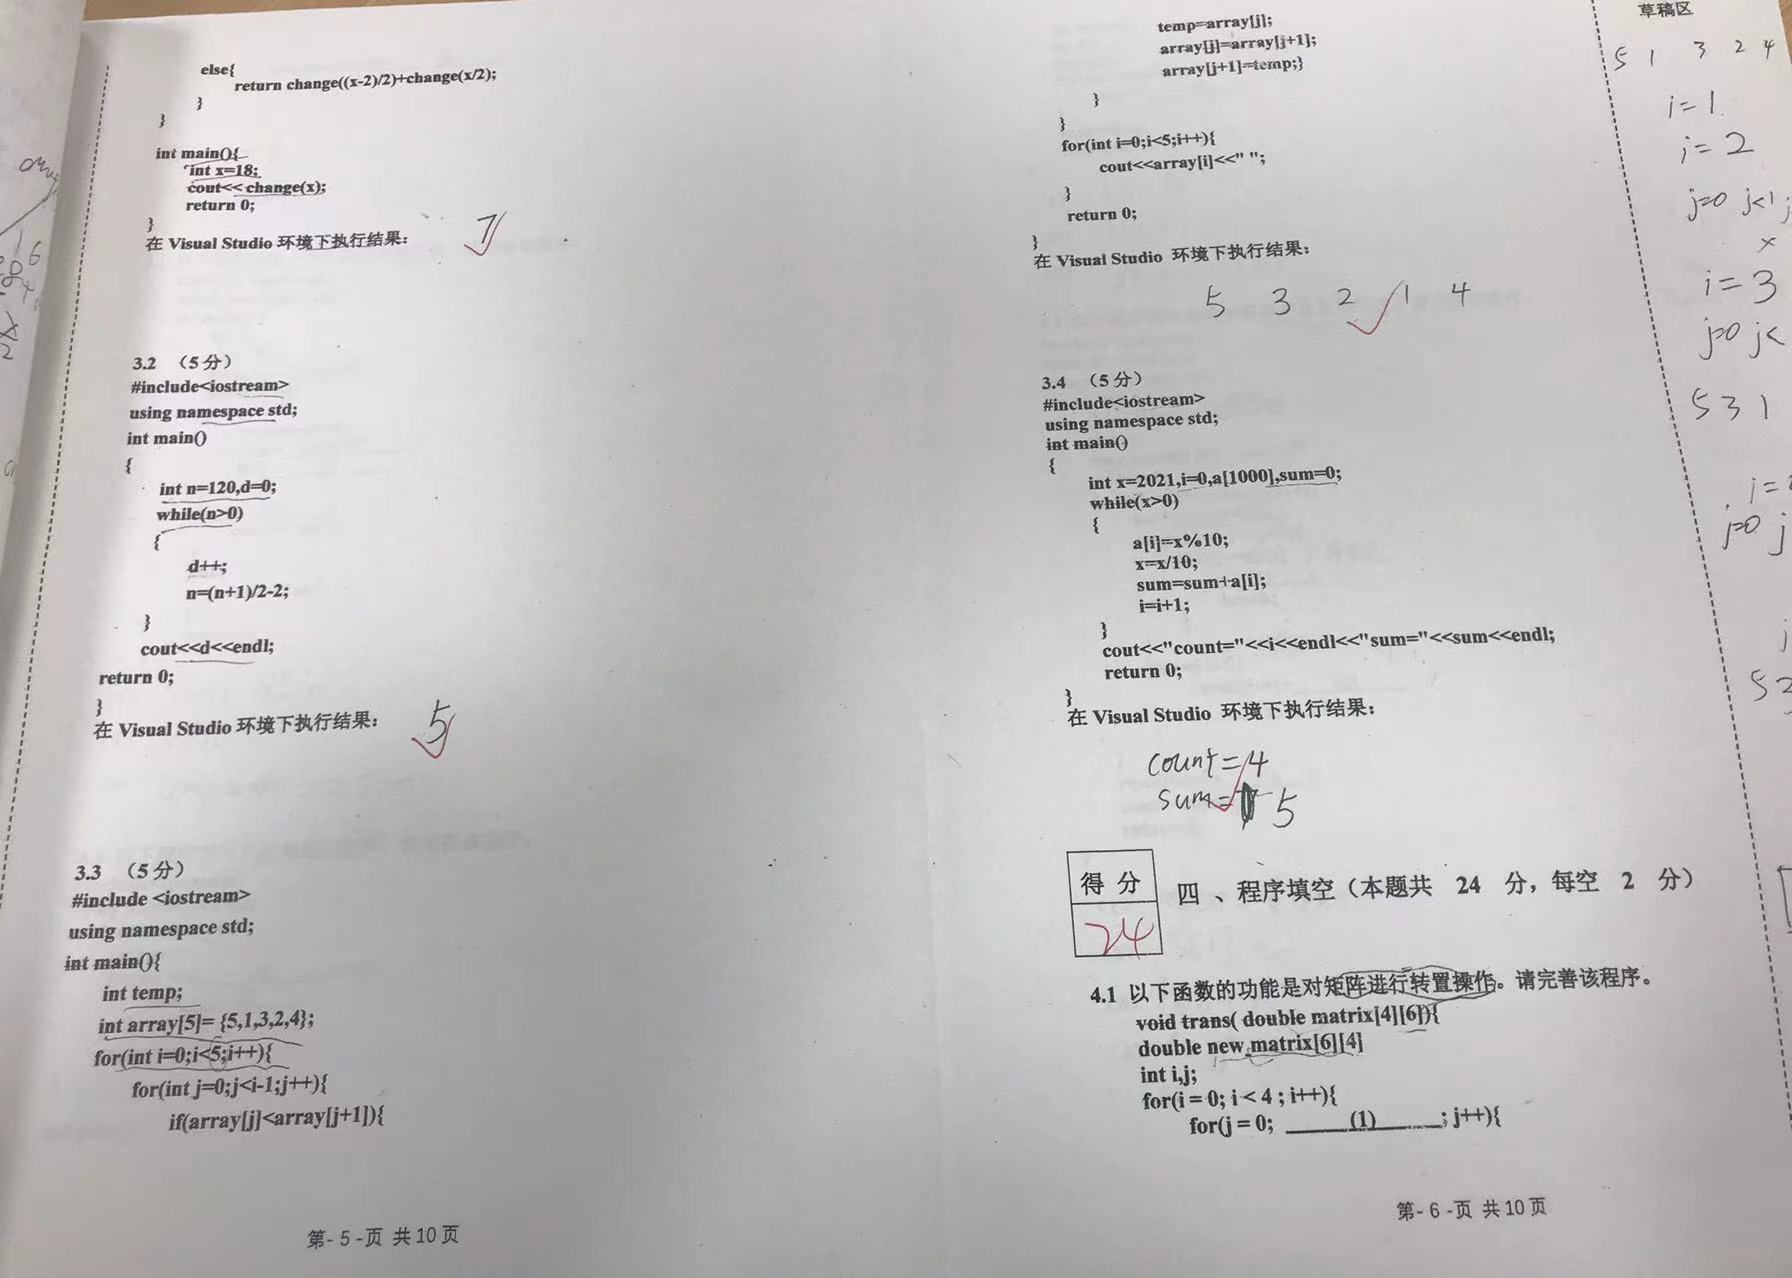 else{
return change((x-2)/2)+change(x/2);
}
}
int main(){
int x=18;
cout<< change(x);
return 0;
}
在 Visual Studio 环境下执行结果：
7
3.2 （5 分）
#include<iostream>
using namespace std;
int main()
{
int n=120,d=0;
while(n>0)
{
d++;
n=(n+1)/2-2;
}
cout<<d<<endl;
return 0;
}
在 Visual Studio 环境下执行结果：
5
3.3 （5 分）
#include <iostream>
using namespace std;
int main(){
int temp;
int array[5]= {5,1,3,2,4};
for(int i=0;i<5;i++){
for(int j=0;j<i-1;j++){
if(array[j]<array[j+1]){
第- 5 -页 共10页
temp=array[j];
array[j]=array[j+1];
array[j+1]=temp;}
}
}
for(int i=0;i<5;i++){
cout<<array[i]<<" ";
}
return 0;
}
在 Visual Studio 环境下执行结果：
5 3 2 1 4
3.4 （5 分）
#include<iostream>
using namespace std;
int main()
{
int x=2021,i=0,a[1000],sum=0;
while(x>0)
{
a[i]=x%10;
x=x/10;
sum=sum+a[i];
i=i+1;
}
cout<<"count="<<i<<endl<<"sum="<<sum<<endl;
return 0;
}
在 Visual Studio 环境下执行结果：
count=4
sum= 5
得 分
24
四 、程序填空（本题共 24 分，每空 2 分）
4.1 以下函数的功能是对矩阵进行转置操作。请完善该程序。
void trans( double matrix[4][6]){
double new_matrix[6][4]
int i,j;
for(i = 0; i < 4 ; i++){
for(j = 0; ______(1)______; j++){
第- 6 -页 共10页
草稿区
5 1 3 2 4
i=1
i=2
j=0 j<1
x
i=3
j=0 j<
5 3 1
j=0 j